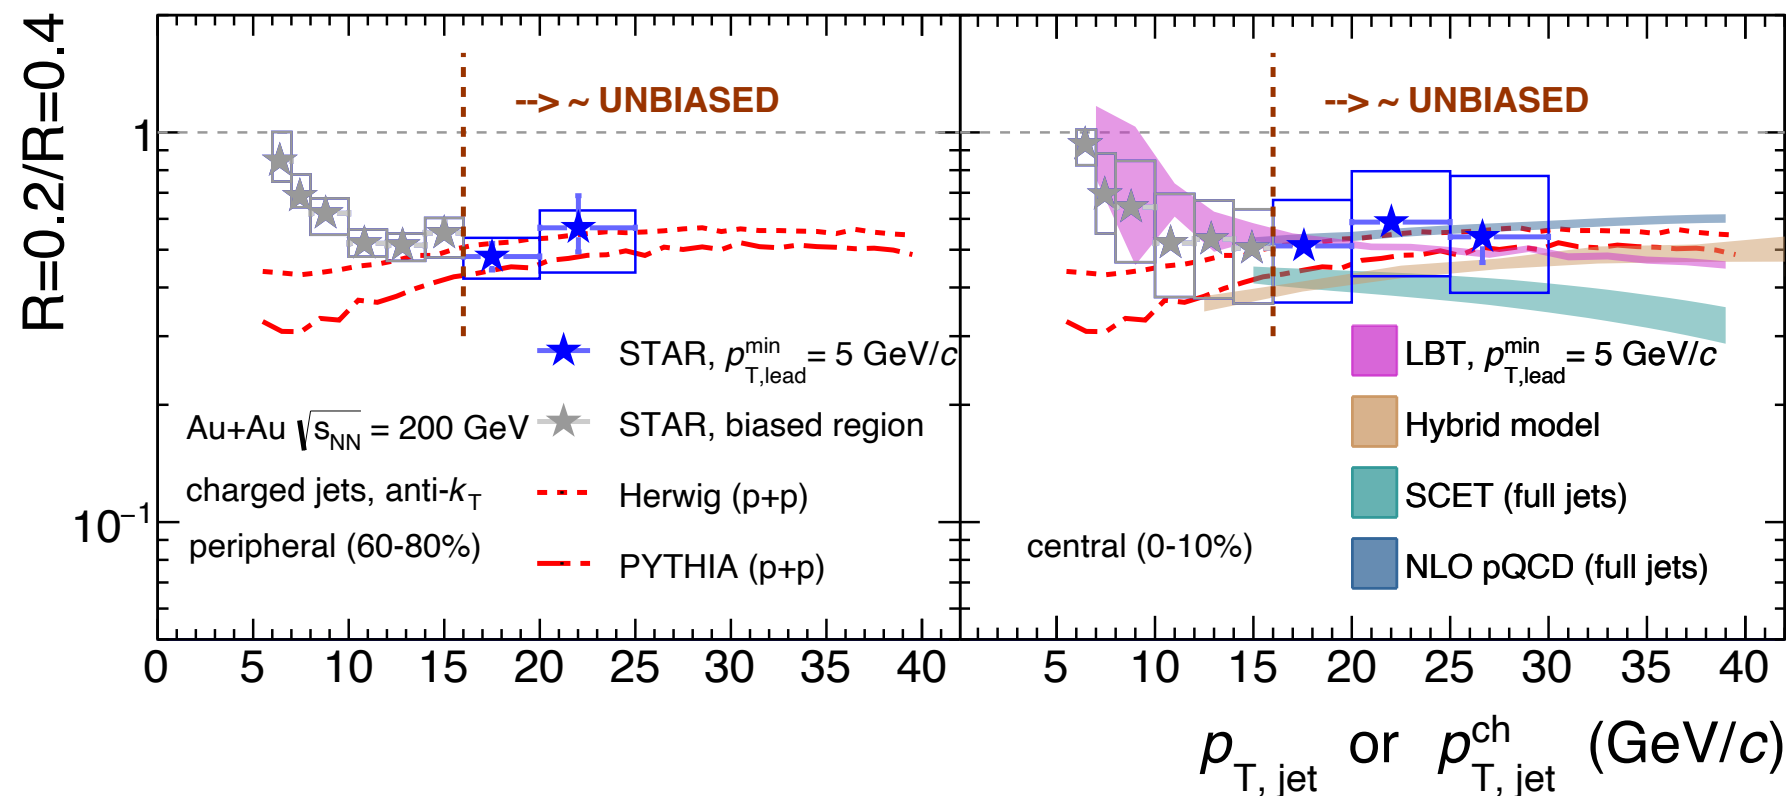 R=0.2/R=0.4
1
10⁻¹
--> ~ UNBIASED
STAR, p^min_T,lead = 5 GeV/c
STAR, biased region
Herwig (p+p)
PYTHIA (p+p)
Au+Au √s_NN = 200 GeV
charged jets, anti-k_T
peripheral (60-80%)
0 5 10 15 20 25 30 35 40
--> ~ UNBIASED
LBT, p^min_T,lead = 5 GeV/c
Hybrid model
SCET (full jets)
NLO pQCD (full jets)
central (0-10%)
5 10 15 20 25 30 35 40
p_T, jet or p^ch_T, jet (GeV/c)